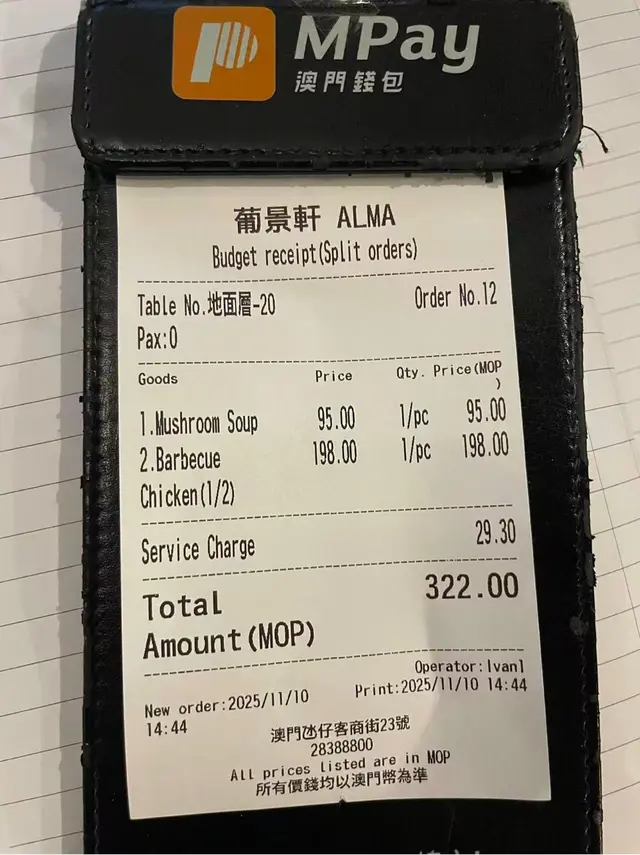 MPay
澳門錢包
葡景軒 ALMA
Budget receipt(Split orders)
Table No.地面層-20 Order No.12
Pax:0
Goods Price Qty. Price(MOP
)
1.Mushroom Soup 95.00 1/pc 95.00
2.Barbecue 198.00 1/pc 198.00
Chicken(1/2)
Service Charge 29.30
Total 322.00
Amount(MOP)
Operator:Ivan1
New order:2025/11/10 Print:2025/11/10 14:44
14:44
澳門氹仔客商街23號
28388800
All prices listed are in MOP
所有價錢均以澳門幣為準